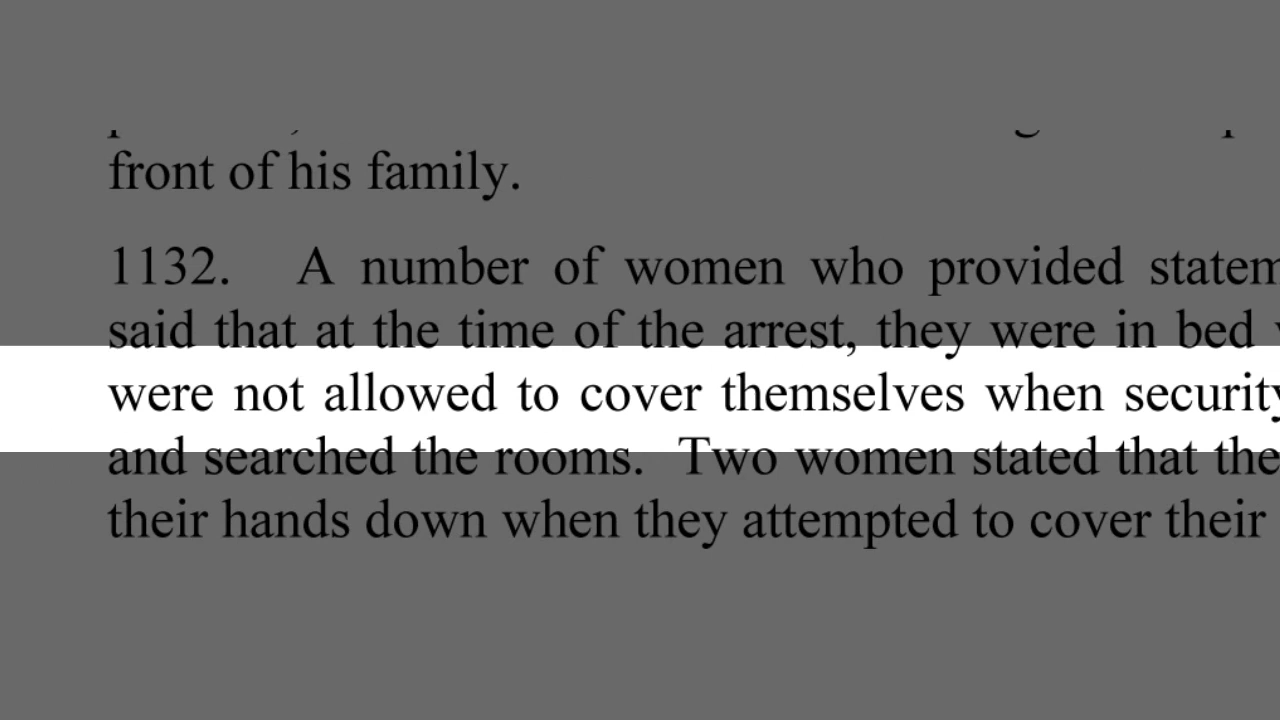 front of his family.
1132. A number of women who provided statem
said that at the time of the arrest, they were in bed
were not allowed to cover themselves when security
and searched the rooms. Two women stated that the
their hands down when they attempted to cover their